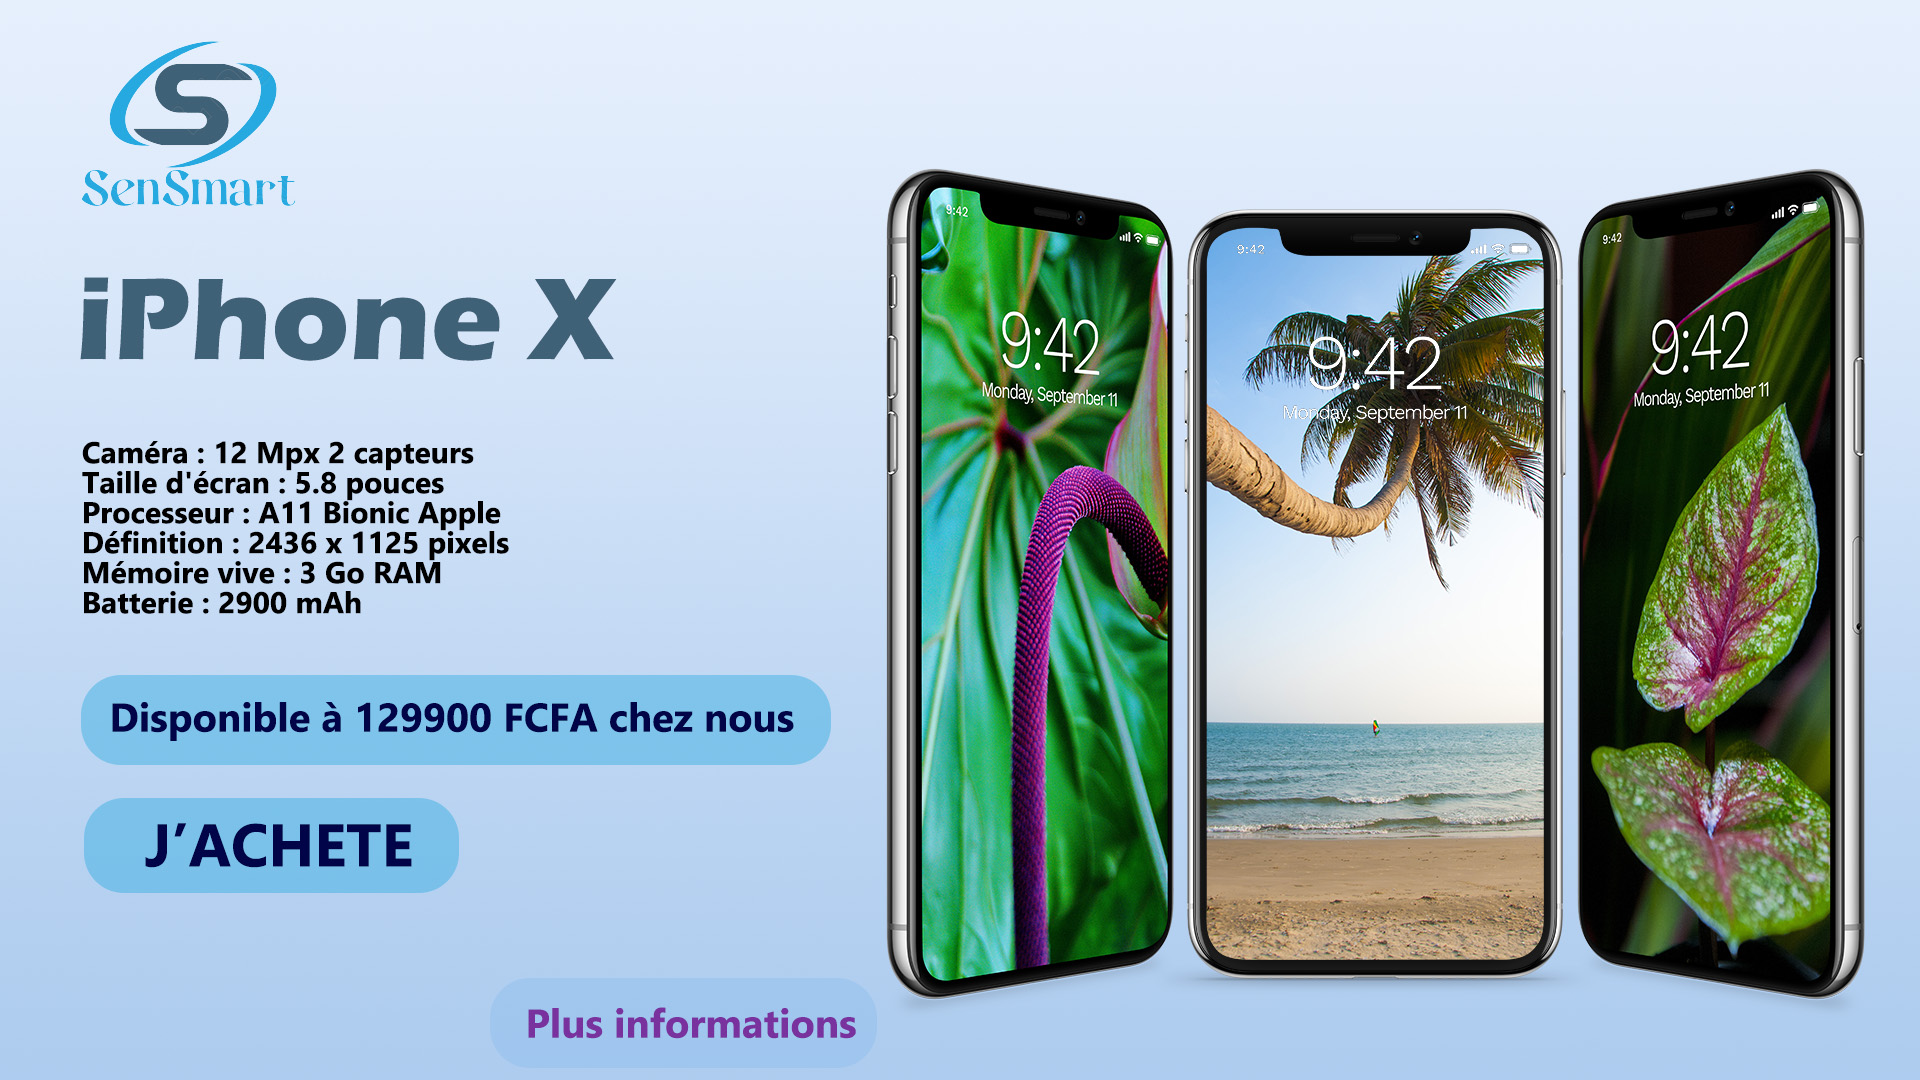 S
SenSmart
iPhone X
Caméra : 12 Mpx 2 capteurs
Taille d'écran : 5.8 pouces
Processeur : A11 Bionic Apple
Définition : 2436 x 1125 pixels
Mémoire vive : 3 Go RAM
Batterie : 2900 mAh
Disponible à 129900 FCFA chez nous
J’ACHETE
Plus informations
9:42
9:42
Monday, September 11
9:42
9:42
Monday, September 11
9:42
9:42
Monday, September 11